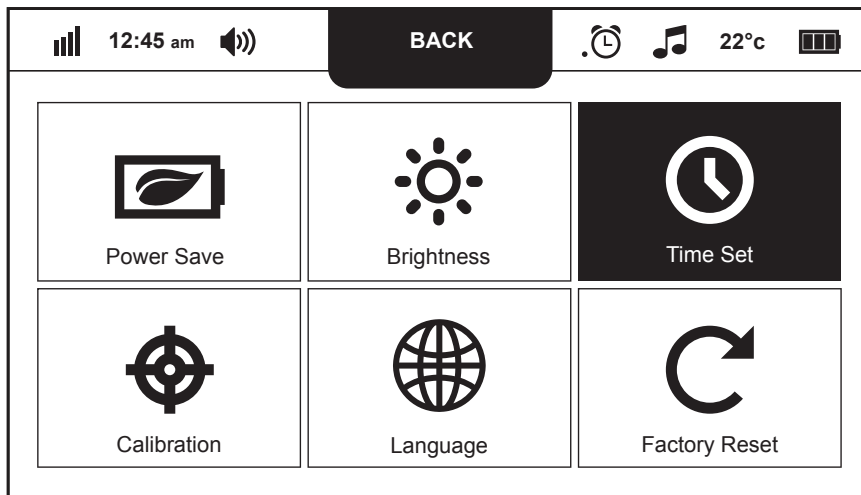 12:45 am BACK 22°c
Power Save Brightness Time Set
Calibration Language Factory Reset